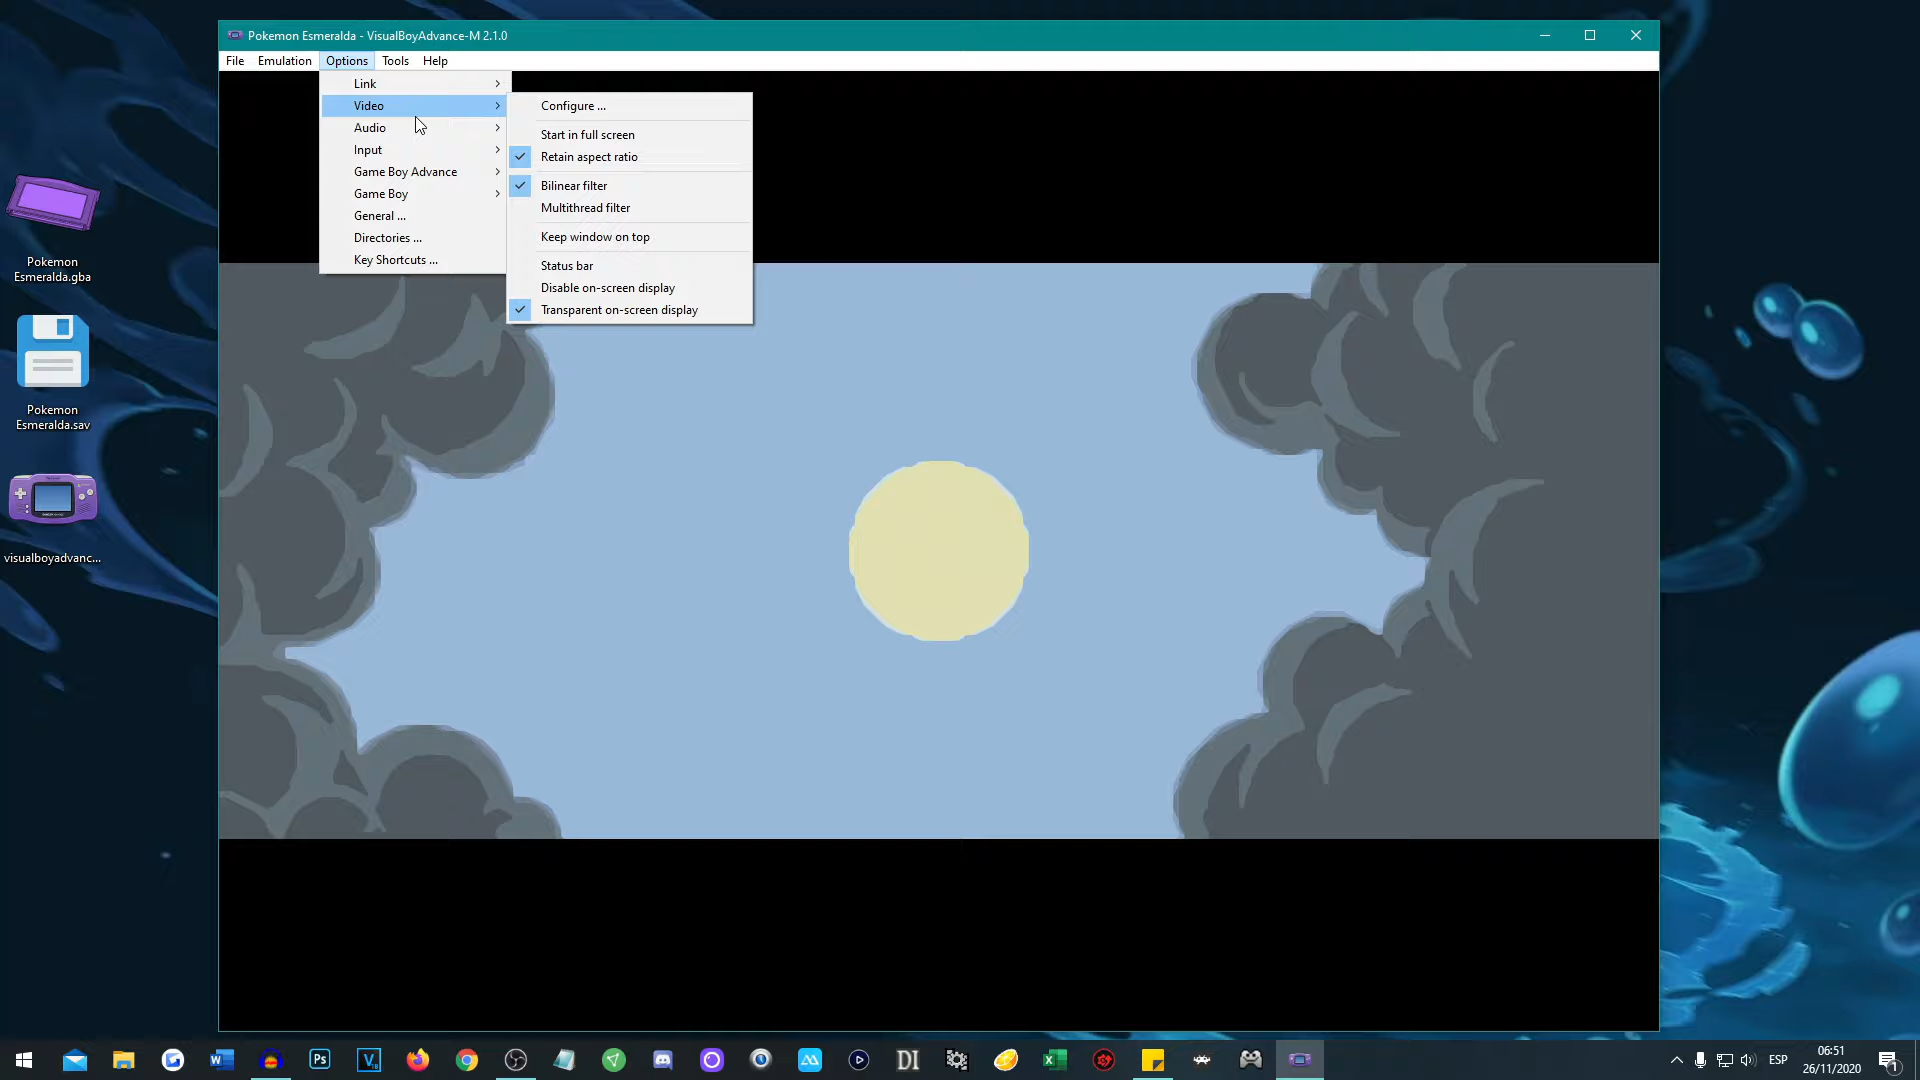 Pokemon Esmeralda - VisualBoyAdvance-M 2.1.0
File Emulation Options Tools Help
Link
Video
Audio
Input
Game Boy Advance
Game Boy
General ...
Directories ...
Key Shortcuts ...
Configure ...
Start in full screen
Retain aspect ratio
Bilinear filter
Multithread filter
Keep window on top
Status bar
Disable on-screen display
Transparent on-screen display
Pokemon
Esmeralda.gba
Pokemon
Esmeralda.sav
visualboyadvanc...
Ps
DI
ESP
06:51
26/11/2020
1